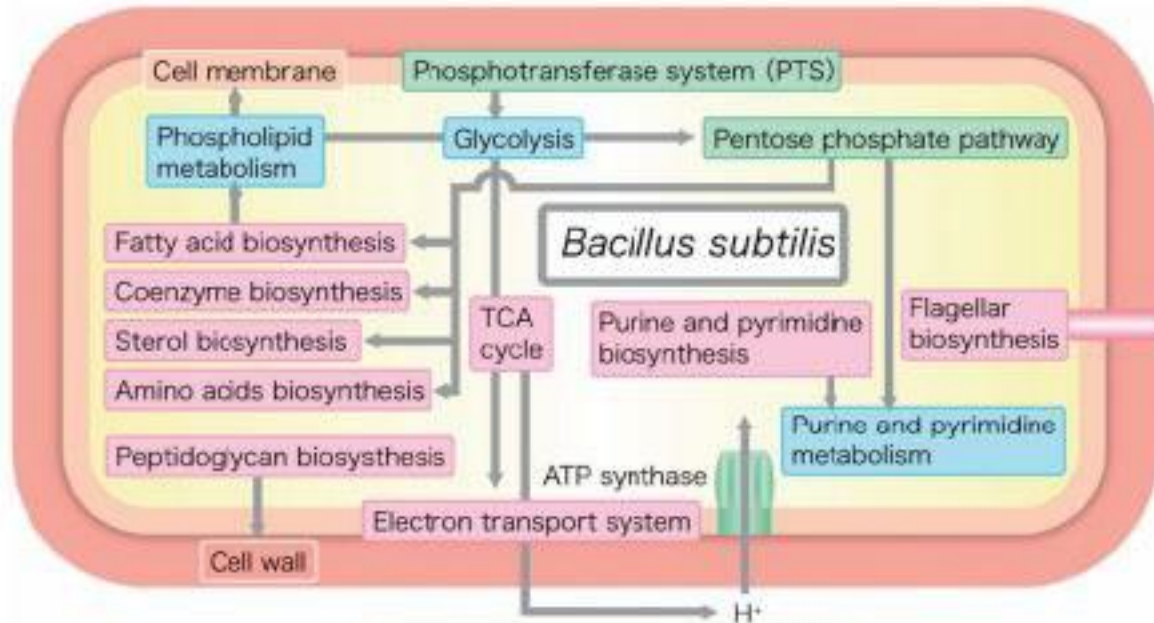 Cell membrane
Phosphotransferase system (PTS)
Phospholipid
metabolism
Glycolysis
Pentose phosphate pathway
Fatty acid biosynthesis
Bacillus subtilis
Coenzyme biosynthesis
TCA
cycle
Purine and pyrimidine
biosynthesis
Flagellar
biosynthesis
Sterol biosynthesis
Amino acids biosynthesis
Purine and pyrimidine
metabolism
Peptidoglycan biosysthesis
ATP synthase
Electron transport system
Cell wall
H⁺